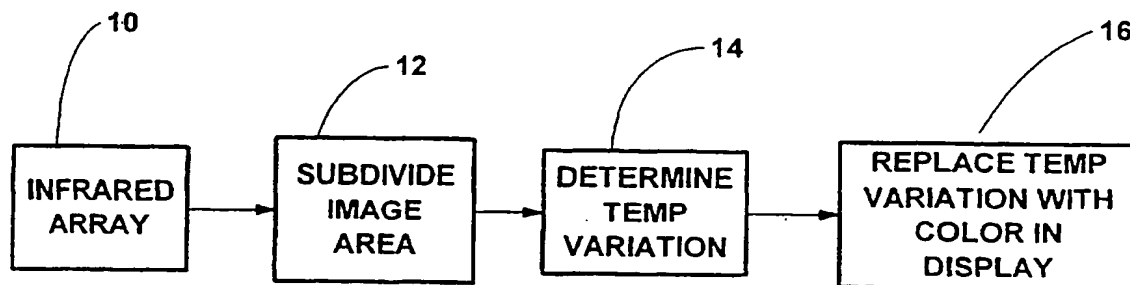 10
12
14
16
INFRARED
ARRAY
SUBDIVIDE
IMAGE
AREA
DETERMINE
TEMP
VARIATION
REPLACE TEMP
VARIATION WITH
COLOR IN
DISPLAY